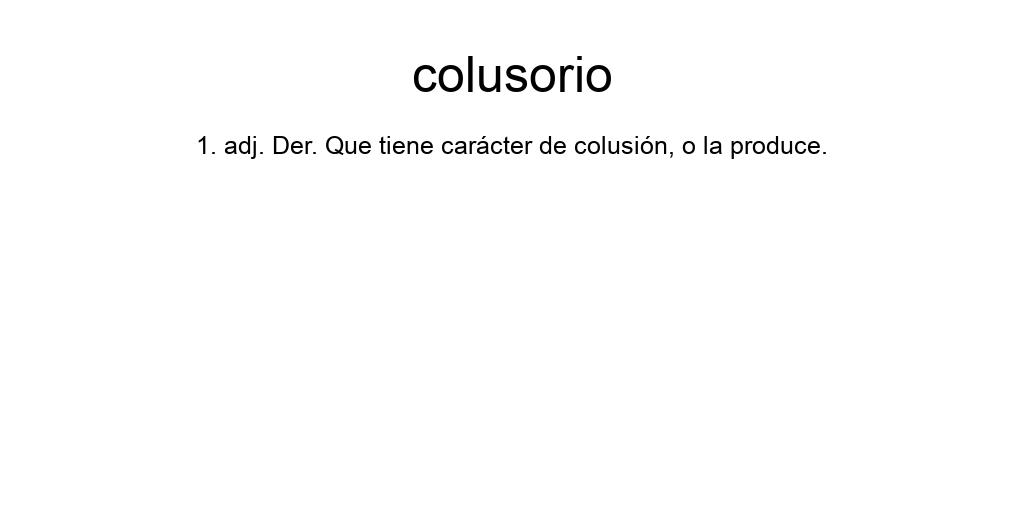 colusorio
1. adj. Der. Que tiene carácter de colusión, o la produce.